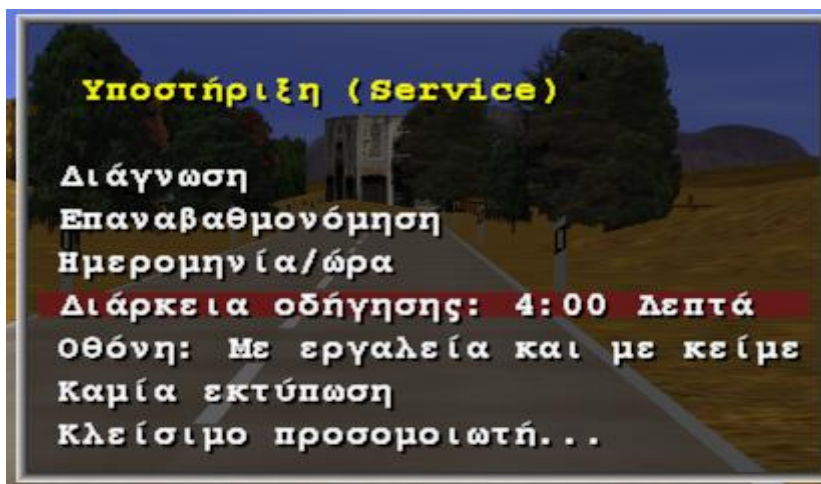 Υποστήριξη (Service)
Διάγνωση
Επαναβαθμονόμηση
Ημερομηνία/ώρα
Διάρκεια οδήγησης: 4:00 Λεπτά
Οθόνη: Με εργαλεία και με κείμε
Καμία εκτύπωση
Κλείσιμο προσομοιωτή...